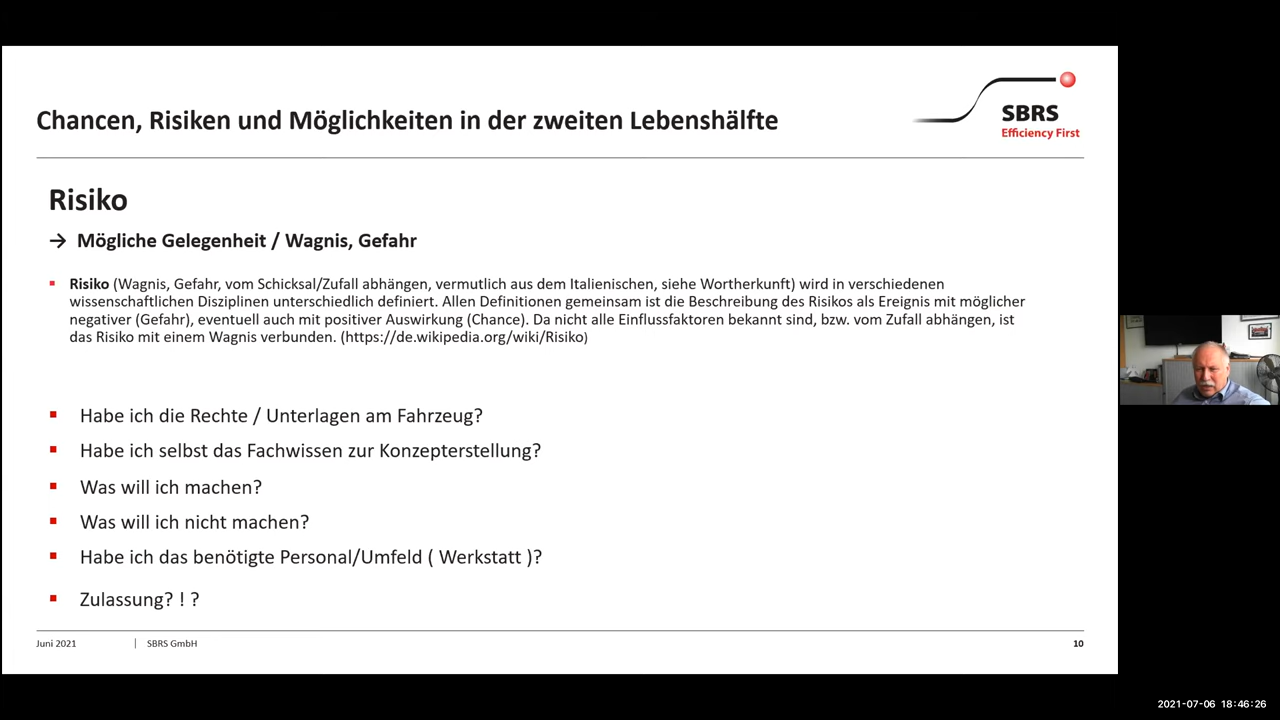 Chancen, Risiken und Möglichkeiten in der zweiten Lebenshälfte
SBRS
Efficiency First
Risiko
→ Mögliche Gelegenheit / Wagnis, Gefahr
▪ Risiko (Wagnis, Gefahr, vom Schicksal/Zufall abhängen, vermutlich aus dem Italienischen, siehe Wortherkunft) wird in verschiedenen
wissenschaftlichen Disziplinen unterschiedlich definiert. Allen Definitionen gemeinsam ist die Beschreibung des Risikos als Ereignis mit möglicher
negativer (Gefahr), eventuell auch mit positiver Auswirkung (Chance). Da nicht alle Einflussfaktoren bekannt sind, bzw. vom Zufall abhängen, ist
das Risiko mit einem Wagnis verbunden. (https://de.wikipedia.org/wiki/Risiko)
▪ Habe ich die Rechte / Unterlagen am Fahrzeug?
▪ Habe ich selbst das Fachwissen zur Konzepterstellung?
▪ Was will ich machen?
▪ Was will ich nicht machen?
▪ Habe ich das benötigte Personal/Umfeld ( Werkstatt )?
▪ Zulassung? ! ?
Juni 2021 | SBRS GmbH 10
2021-07-06 18:46:26